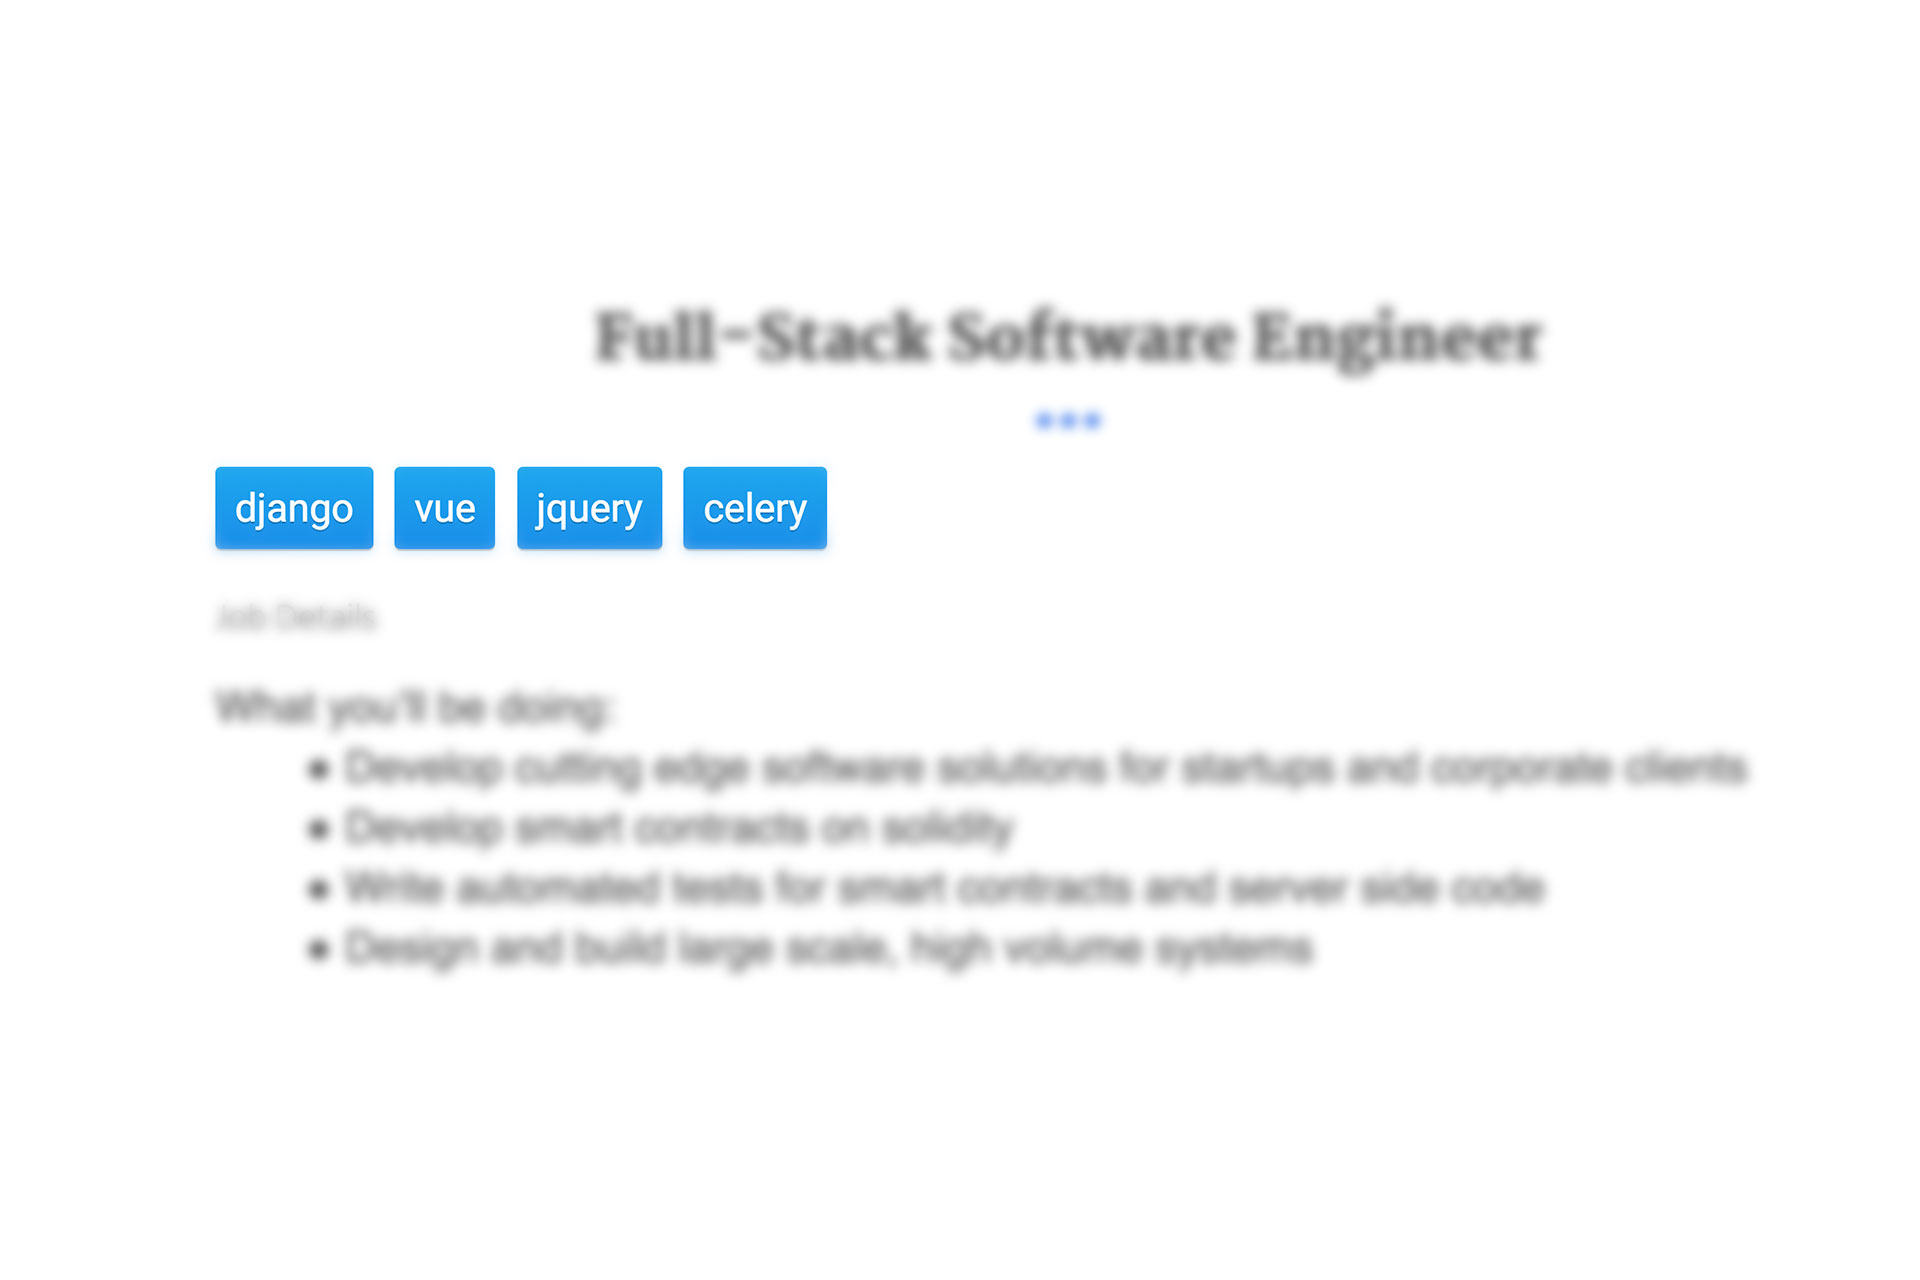 Full-Stack Software Engineer
django vue jquery celery
Job Details
What you'll be doing:
• Develop cutting edge software solutions for startups and corporate clients
• Develop smart contracts on solidity
• Write automated tests for smart contracts and server side code
• Design and build large scale, high volume systems